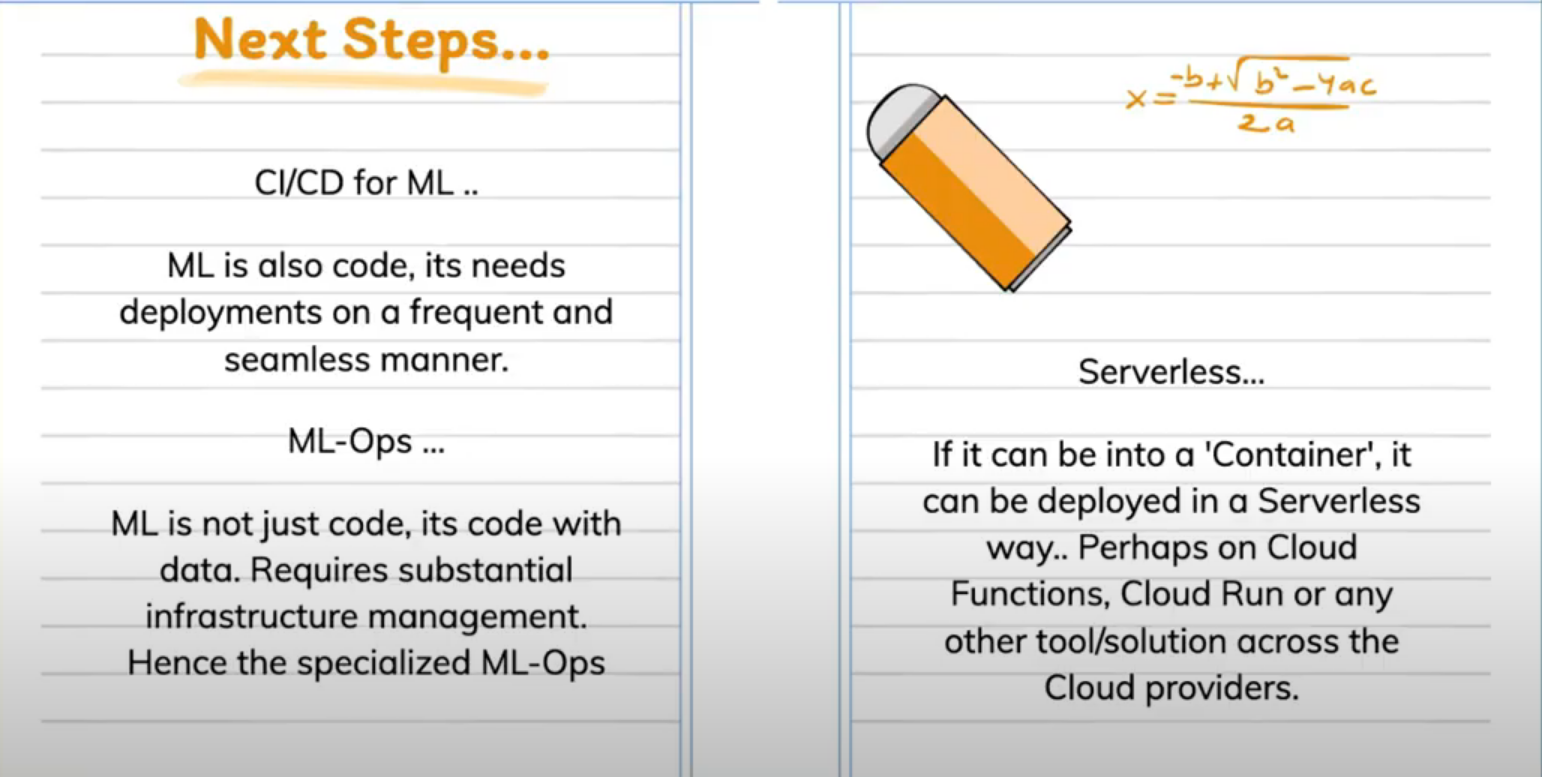 Next Steps...
CI/CD for ML ..
ML is also code, its needs
deployments on a frequent and
seamless manner.
ML-Ops ...
ML is not just code, its code with
data. Requires substantial
infrastructure management.
Hence the specialized ML-Ops
x = -b+√b²-4ac
2a
Serverless...
If it can be into a 'Container', it
can be deployed in a Serverless
way.. Perhaps on Cloud
Functions, Cloud Run or any
other tool/solution across the
Cloud providers.